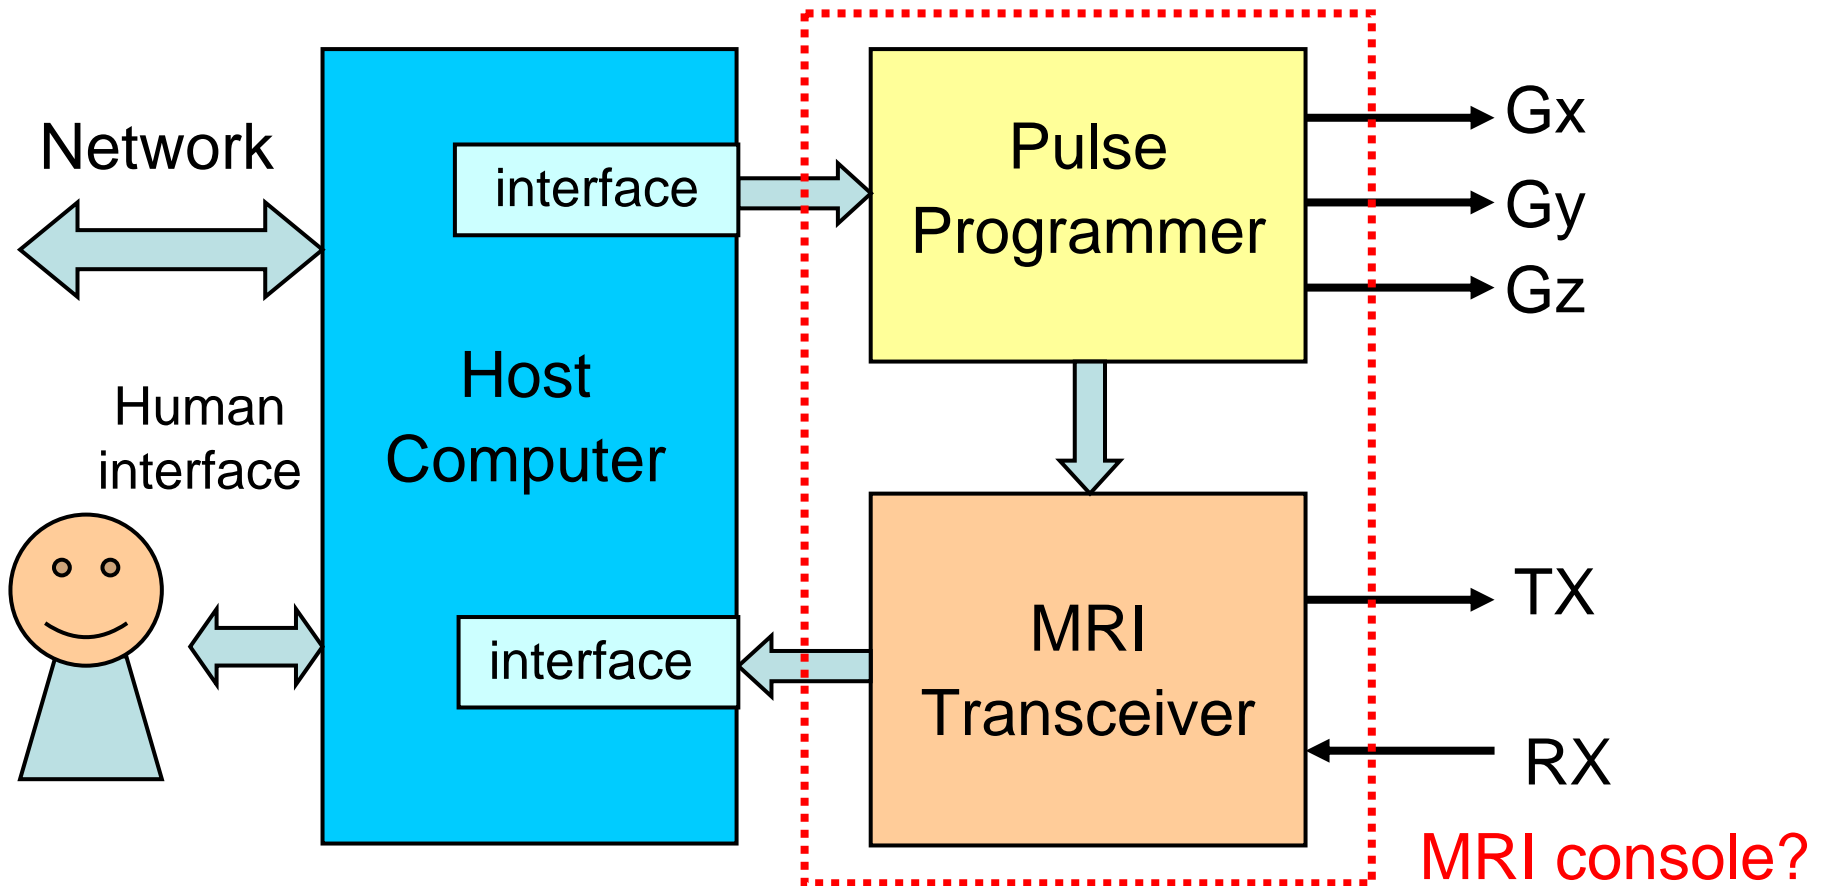 Network
interface
Pulse
Programmer
Gx
Gy
Gz
Host
Computer
Human
interface
interface
MRI
Transceiver
TX
RX
MRI console?